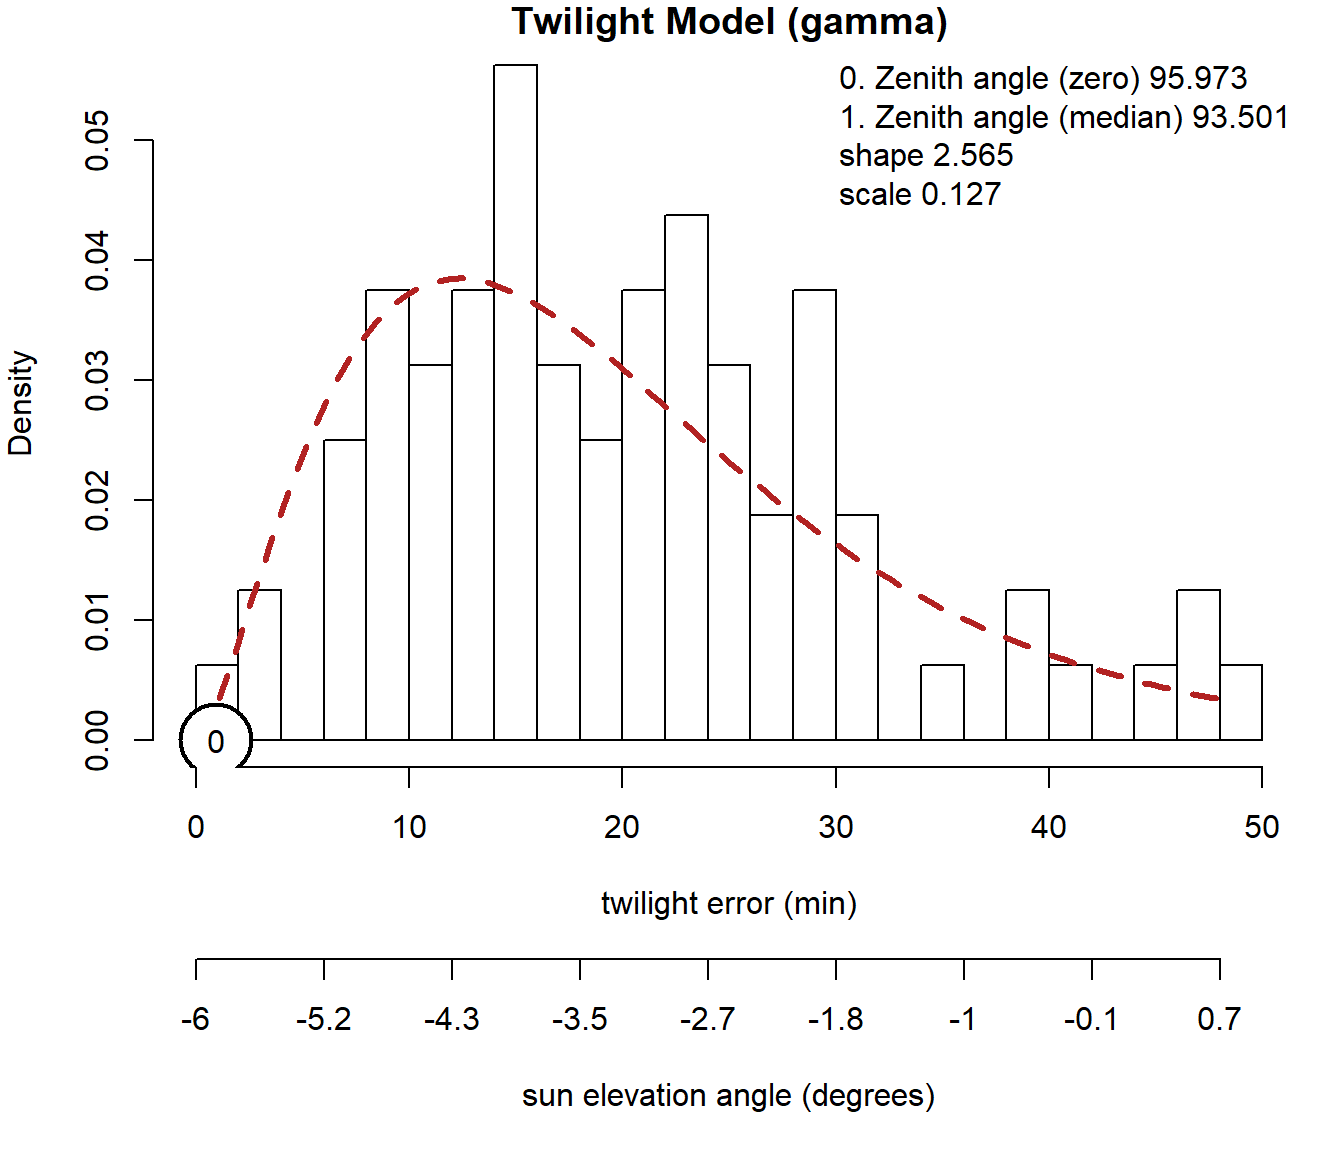 Twilight Model (gamma)
0. Zenith angle (zero) 95.973
1. Zenith angle (median) 93.501
shape 2.565
scale 0.127
Density
0.05
0.04
0.03
0.02
0.01
0.00
0
0 10 20 30 40 50
twilight error (min)
-6 -5.2 -4.3 -3.5 -2.7 -1.8 -1 -0.1 0.7
sun elevation angle (degrees)